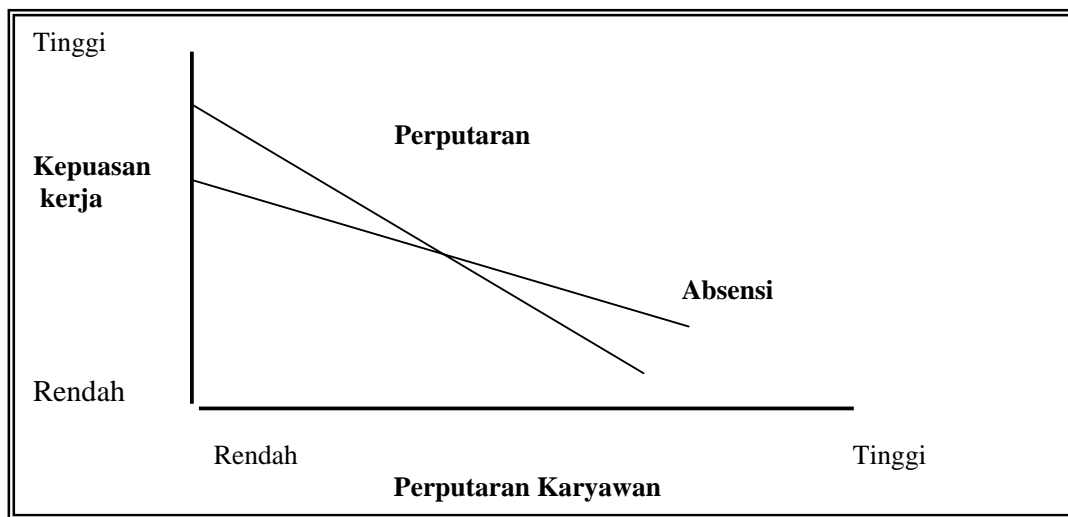 Tinggi
Perputaran
Kepuasan
kerja
Absensi
Rendah
Rendah
Tinggi
Perputaran Karyawan